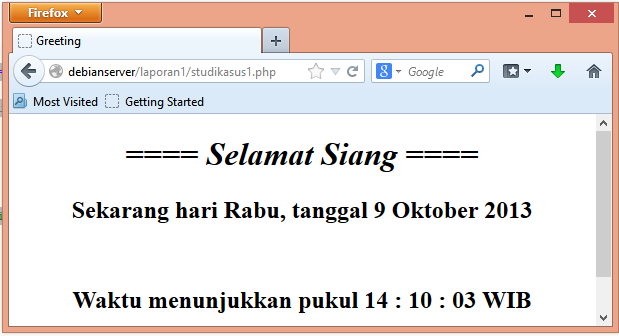 Firefox
Greeting
debianserver/laporan1/studikasus1.php
Google
Most Visited
Getting Started
==== Selamat Siang ====
Sekarang hari Rabu, tanggal 9 Oktober 2013
Waktu menunjukkan pukul 14 : 10 : 03 WIB